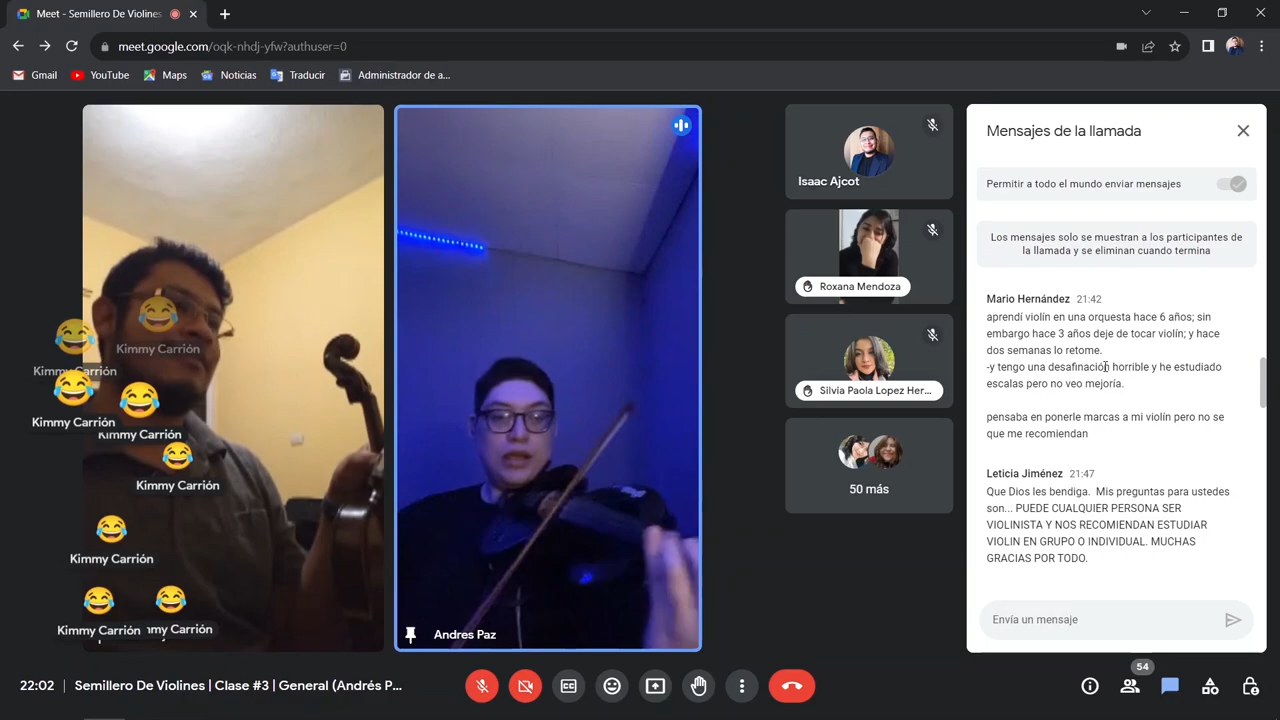 Meet - Semillero De Violines
meet.google.com/oqk-nhdj-yfw?authuser=0
Gmail
YouTube
Maps
Noticias
Traducir
Administrador de a...
Kimmy Carrión
Kimmy Carrión
Kimmy Carrión
Kimmy Carrión
Kimmy Carrión
Kimmy Carrión
Kimmy Carrión
mmy Carrión
Andres Paz
Isaac Ajcot
Roxana Mendoza
Silvia Paola Lopez Her...
50 más
Mensajes de la llamada
Permitir a todo el mundo enviar mensajes
Los mensajes solo se muestran a los participantes de
la llamada y se eliminan cuando termina
Mario Hernández 21:42
aprendí violín en una orquesta hace 6 años; sin
embargo hace 3 años deje de tocar violín; y hace
dos semanas lo retome.
-y tengo una desafinación horrible y he estudiado
escalas pero no veo mejoría.
pensaba en ponerle marcas a mi violín pero no se
que me recomiendan
Leticia Jiménez 21:47
Que Dios les bendiga. Mis preguntas para ustedes
son... PUEDE CUALQUIER PERSONA SER
VIOLINISTA Y NOS RECOMIENDAN ESTUDIAR
VIOLIN EN GRUPO O INDIVIDUAL. MUCHAS
GRACIAS POR TODO.
Envía un mensaje
22:02 | Semillero De Violines | Clase #3 | General (Andrés P...
54